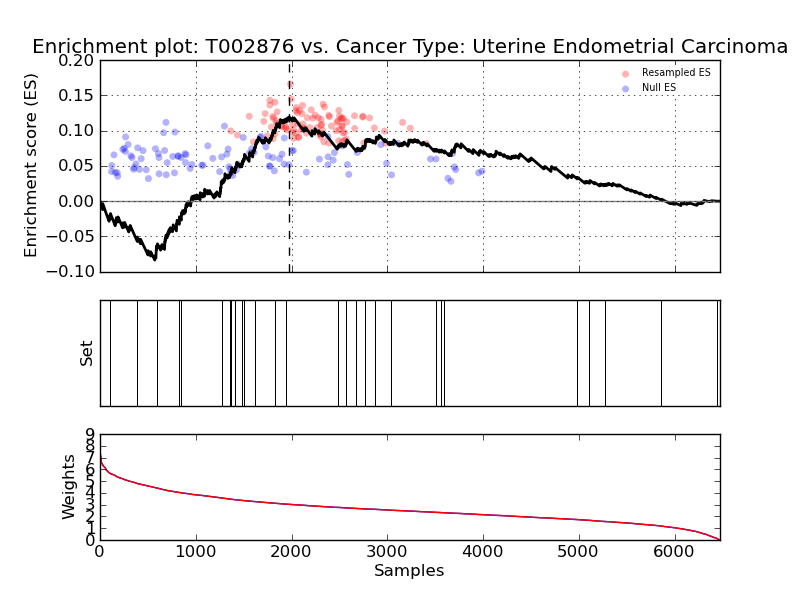 Enrichment plot: T002876 vs. Cancer Type: Uterine Endometrial Carcinoma
0.20
0.15
0.10
0.05
0.00
−0.05
−0.10
Enrichment score (ES)
Resampled ES
Null ES
Set
9
8
7
6
5
4
3
2
1
0
Weights
0 1000 2000 3000 4000 5000 6000
Samples